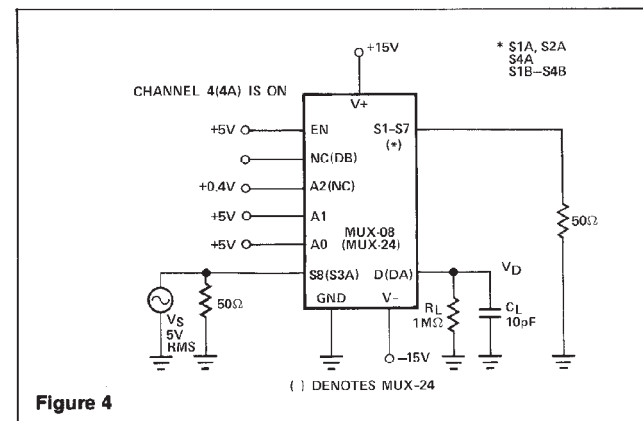 +15V
* S1A, S2A
S4A
S1B–S4B
CHANNEL 4(4A) IS ON
V+
+5V
EN
S1–S7
(*)
NC(DB)
+0.4V
A2(NC)
50Ω
+5V
A1
MUX-08
(MUX-24)
+5V
A0
VD
S8(S3A)
D(DA)
50Ω
GND
V−
RL
1MΩ
CL
10pF
VS
5V
RMS
−15V
( ) DENOTES MUX-24
Figure 4